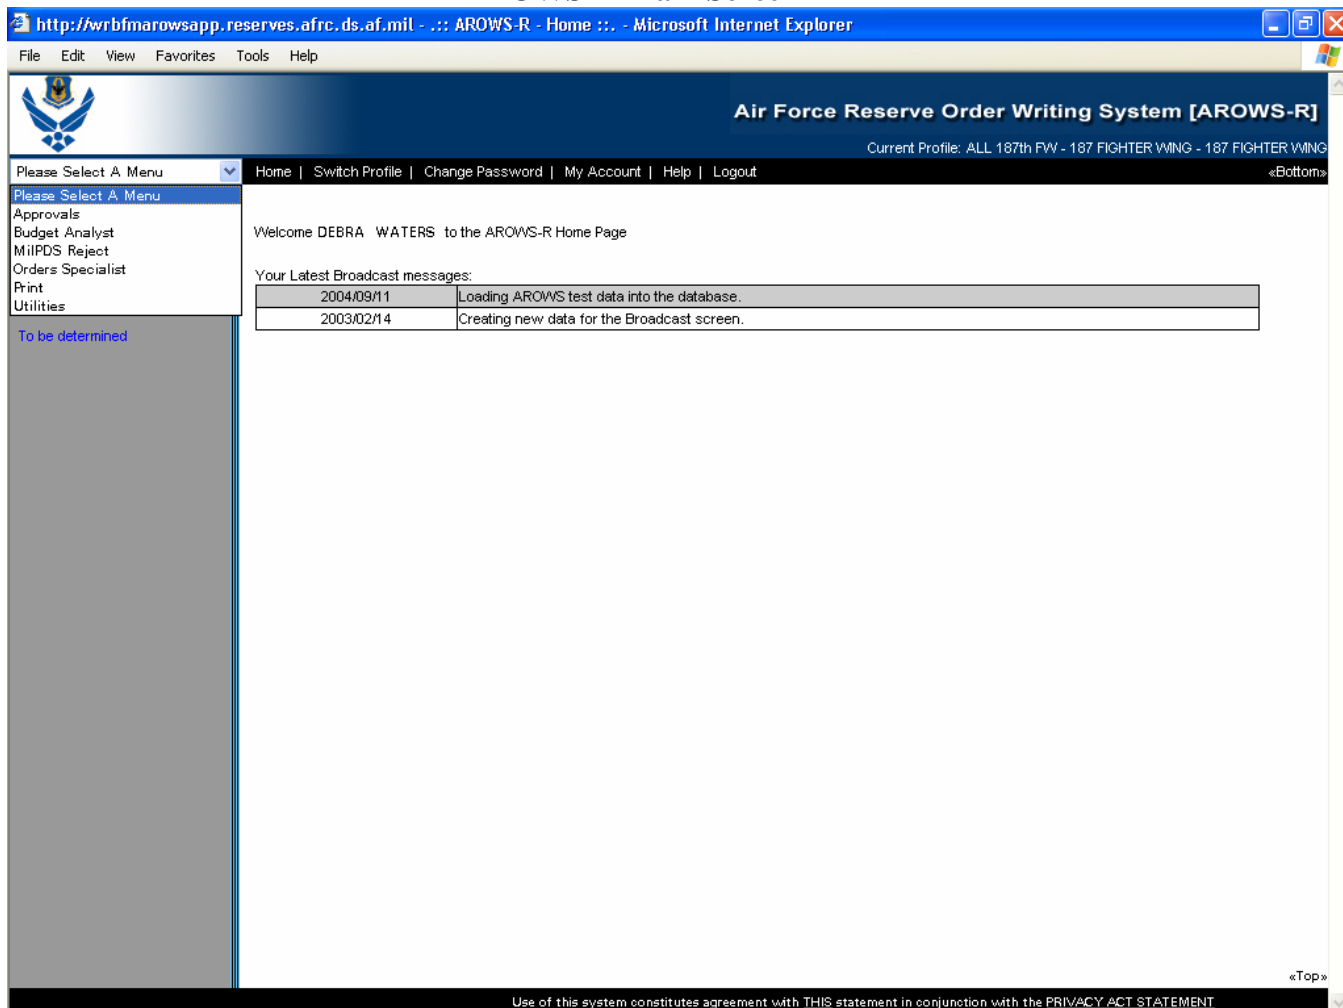 http://wrbfmarowsapp.reserves.afrc.ds.af.mil - .:: AROWS-R - Home ::. - Microsoft Internet Explorer
File Edit View Favorites Tools Help
Air Force Reserve Order Writing System [AROWS-R]
Current Profile: ALL 187th FW - 187 FIGHTER WING - 187 FIGHTER WING
Please Select A Menu Home | Switch Profile | Change Password | My Account | Help | Logout «Bottom»
Please Select A Menu
Approvals
Budget Analyst
MilPDS Reject
Orders Specialist
Print
Utilities
To be determined
Welcome DEBRA WATERS to the AROWS-R Home Page
Your Latest Broadcast messages:
2004/09/11 Loading AROWS test data into the database.
2003/02/14 Creating new data for the Broadcast screen.
«Top»
Use of this system constitutes agreement with THIS statement in conjunction with the PRIVACY ACT STATEMENT